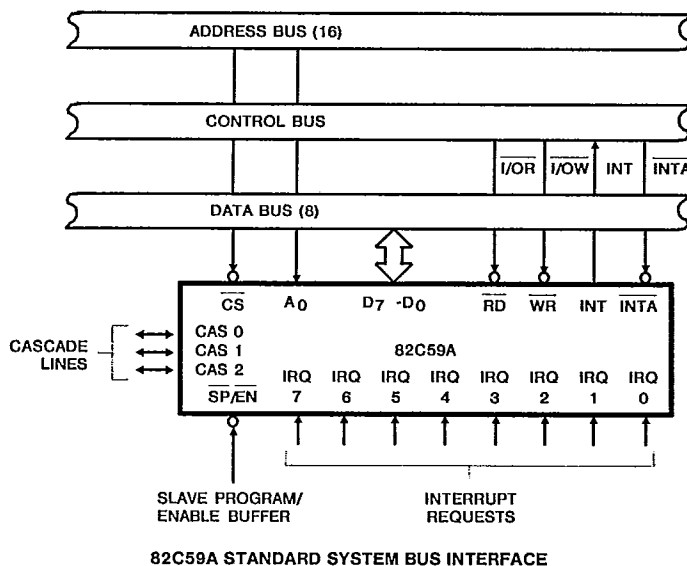 ADDRESS BUS (16)
CONTROL BUS
I/OR I/OW INT INTA
DATA BUS (8)
CS A0 D7 -D0 RD WR INT INTA
CASCADE LINES
CAS 0
CAS 1
CAS 2
82C59A
SP/EN
IRQ 7 IRQ 6 IRQ 5 IRQ 4 IRQ 3 IRQ 2 IRQ 1 IRQ 0
SLAVE PROGRAM/
ENABLE BUFFER
INTERRUPT
REQUESTS
82C59A STANDARD SYSTEM BUS INTERFACE